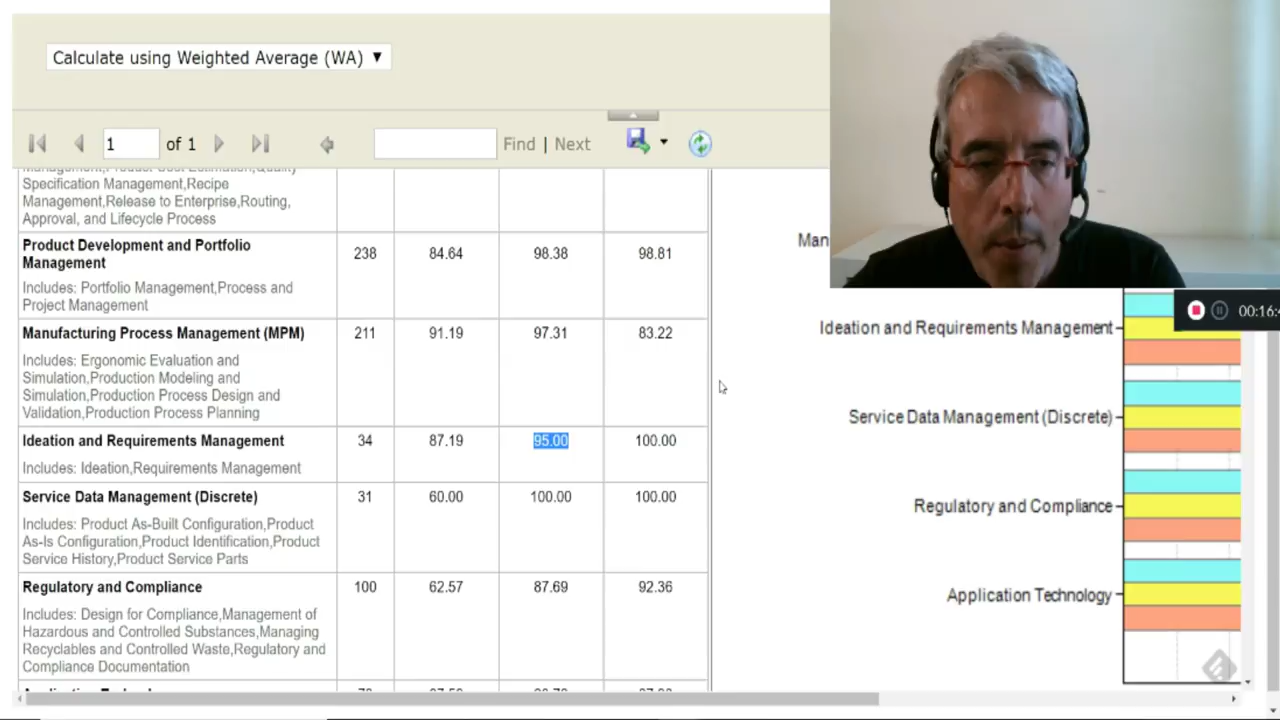 Calculate using Weighted Average (WA) ▼
1 of 1 Find | Next
Specification Management,Recipe
Management,Release to Enterprise,Routing,
Approval, and Lifecycle Process
Product Development and Portfolio
Management
238 84.64 98.38 98.81
Includes: Portfolio Management,Process and
Project Management
Manufacturing Process Management (MPM) 211 91.19 97.31 83.22
Includes: Ergonomic Evaluation and
Simulation,Production Modeling and
Simulation,Production Process Design and
Validation,Production Process Planning
Ideation and Requirements Management 34 87.19 95.00 100.00
Includes: Ideation,Requirements Management
Service Data Management (Discrete) 31 60.00 100.00 100.00
Includes: Product As-Built Configuration,Product
As-Is Configuration,Product Identification,Product
Service History,Product Service Parts
Regulatory and Compliance 100 62.57 87.69 92.36
Includes: Design for Compliance,Management of
Hazardous and Controlled Substances,Managing
Recyclables and Controlled Waste,Regulatory and
Compliance Documentation
Man
00:16:
Ideation and Requirements Management
Service Data Management (Discrete)
Regulatory and Compliance
Application Technology